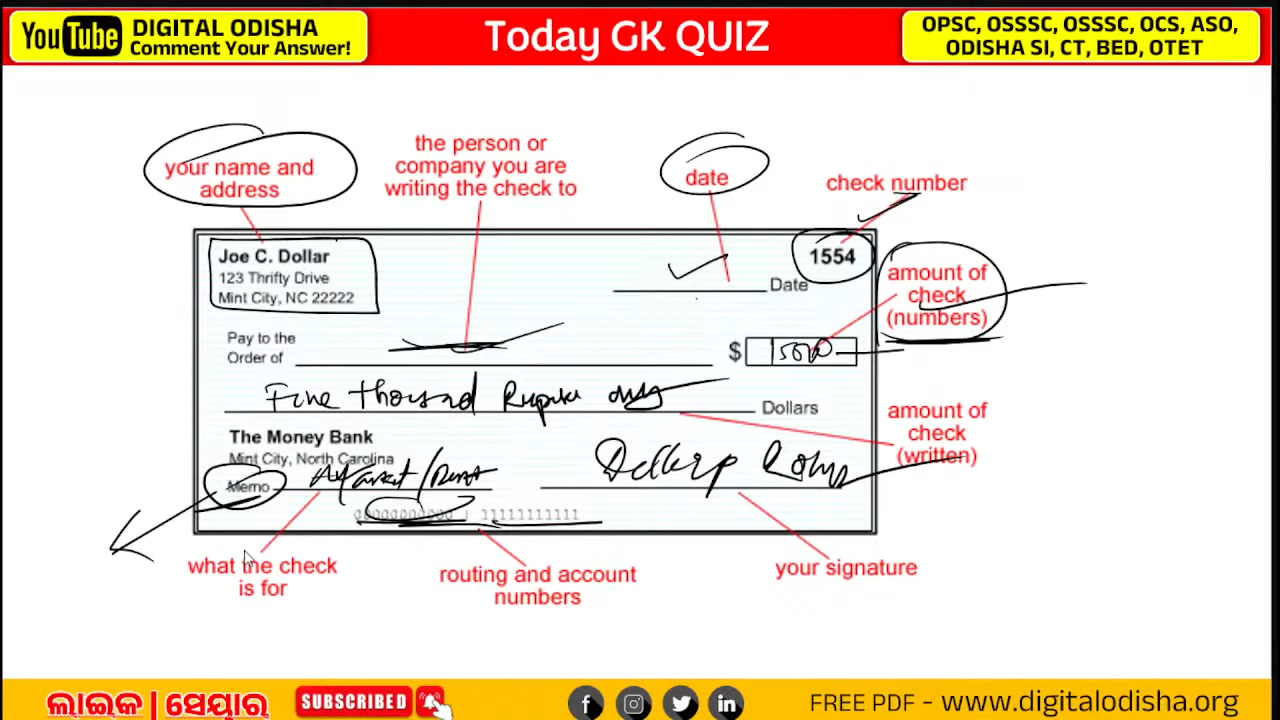 You Tube DIGITAL ODISHA
Comment Your Answer!
Today GK QUIZ
OPSC, OSSSC, OSSSC, OCS, ASO,
ODISHA SI, CT, BED, OTET
your name and
address
the person or
company you are
writing the check to
date
check number
Joe C. Dollar
123 Thrifty Drive
Mint City, NC 22222
1554
Date
amount of
check
(numbers)
Pay to the
Order of
$
Five thousand Rupise only
Dollars
amount of
check
(written)
The Money Bank
Mint City, North Carolina
Memo
11111111111
what the check
is for
routing and account
numbers
your signature
ଲାଇକ | ସେୟାର
SUBSCRIBED
FREE PDF - www.digitalodisha.org